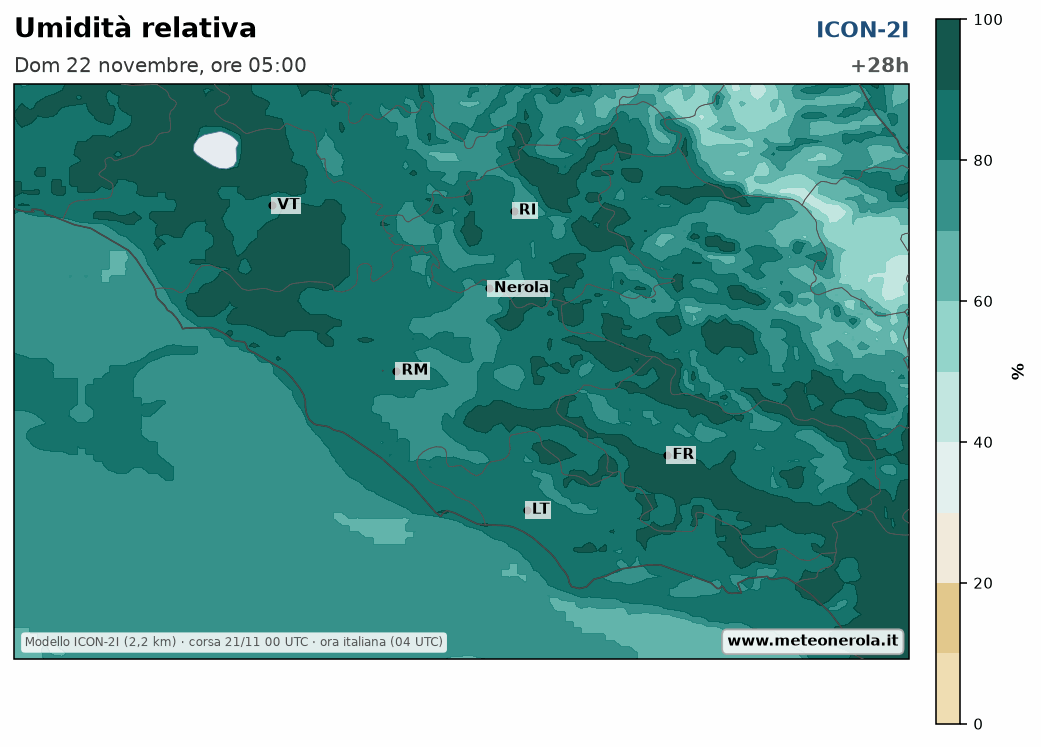 Umidità relativa
ICON-2I
Dom 22 novembre, ore 05:00
+28h
100
80
60
40
20
0
%
VT
RI
Nerola
RM
FR
LT
Modello ICON-2I (2,2 km) · corsa 21/11 00 UTC · ora italiana (04 UTC)
www.meteonerola.it